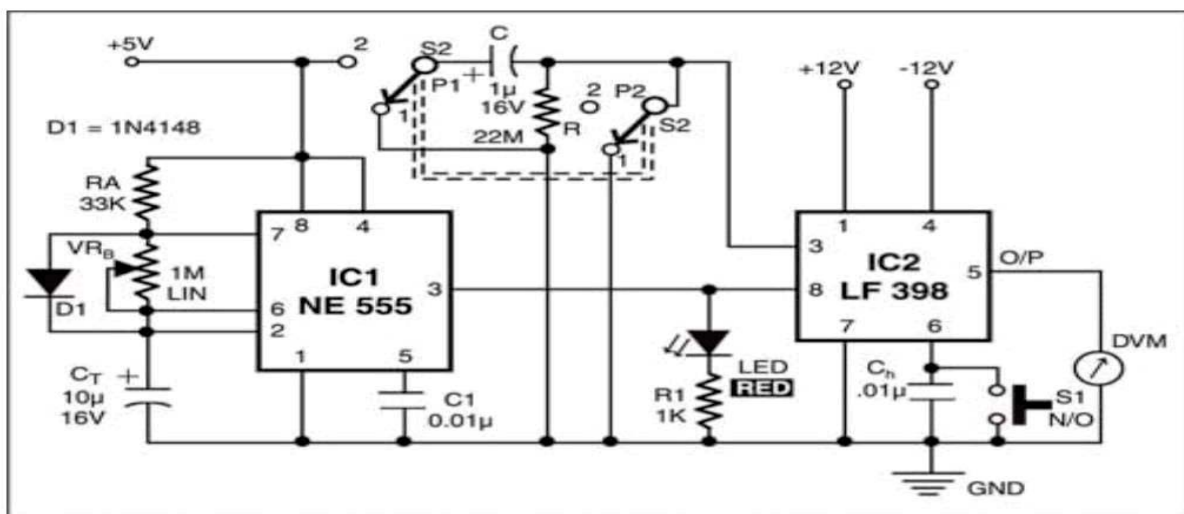 +5V
2
S2
C
+
P1
1μ
16V
1
22M
R
2
P2
S2
1
+12V
-12V
D1 = 1N4148
RA
33K
8
4
7
VRB
1M
LIN
D1
6
2
IC1
NE 555
3
1
5
CT
+
10μ
16V
C1
0.01μ
1
4
3
IC2
LF 398
5
O/P
8
7
6
DVM
LED
RED
R1
1K
Ch
.01μ
S1
N/O
GND